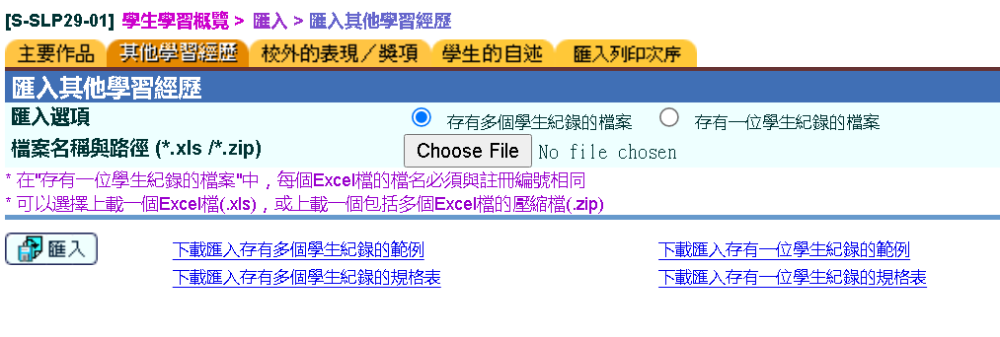 [S-SLP29-01] 學生學習概覽 > 匯入 > 匯入其他學習經歷
主要作品 其他學習經歷 校外的表現／獎項 學生的自述 匯入列印次序
匯入其他學習經歷
匯入選項 存有多個學生紀錄的檔案 存有一位學生紀錄的檔案
檔案名稱與路徑 (*.xls /*.zip) Choose File No file chosen
* 在"存有一位學生紀錄的檔案"中，每個Excel檔的檔名必須與註冊編號相同
* 可以選擇上載一個Excel檔(.xls)，或上載一個包括多個Excel檔的壓縮檔(.zip)
匯入 下載匯入存有多個學生紀錄的範例 下載匯入存有一位學生紀錄的範例
下載匯入存有多個學生紀錄的規格表 下載匯入存有一位學生紀錄的規格表